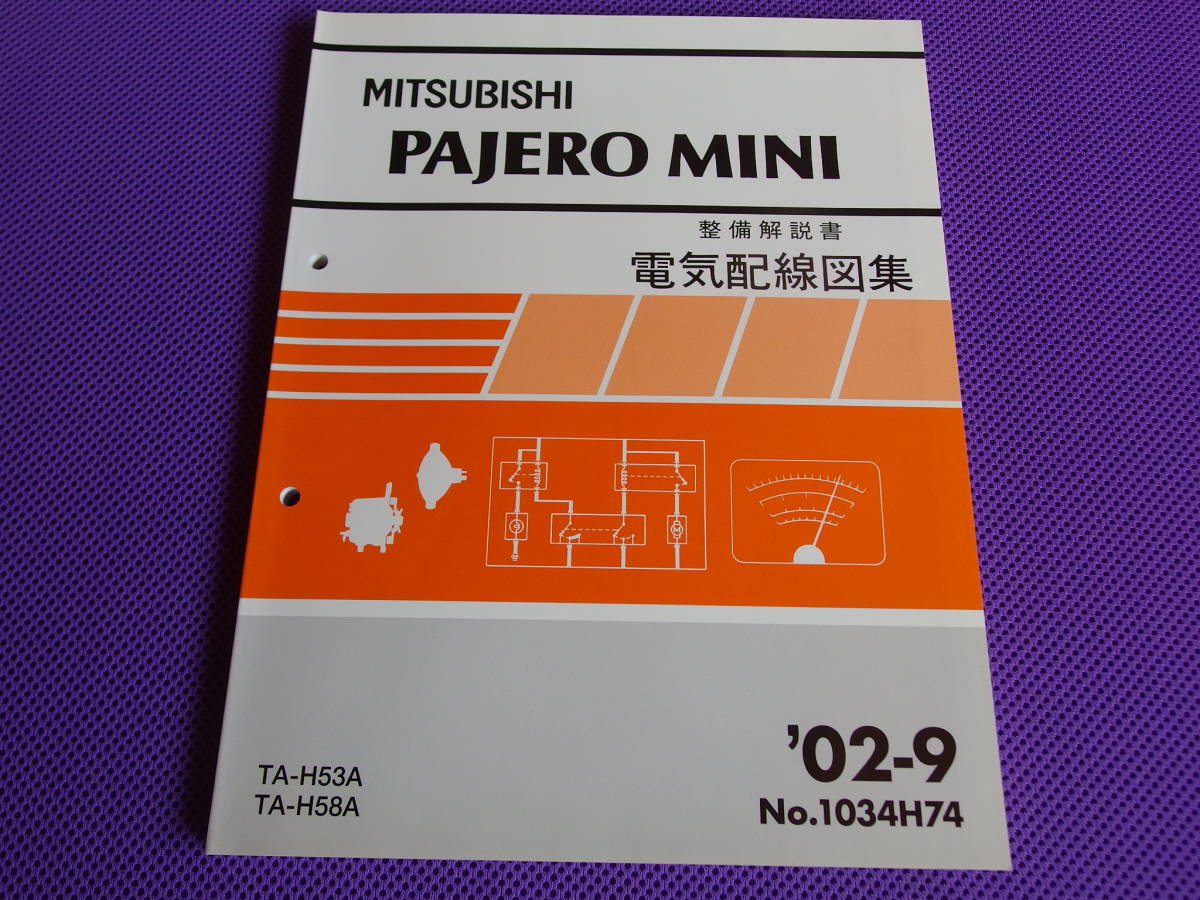 MITSUBISHI
PAJERO MINI
整備解説書
電気配線図集
M
TA-H53A
TA-H58A
'02-9
No.1034H74